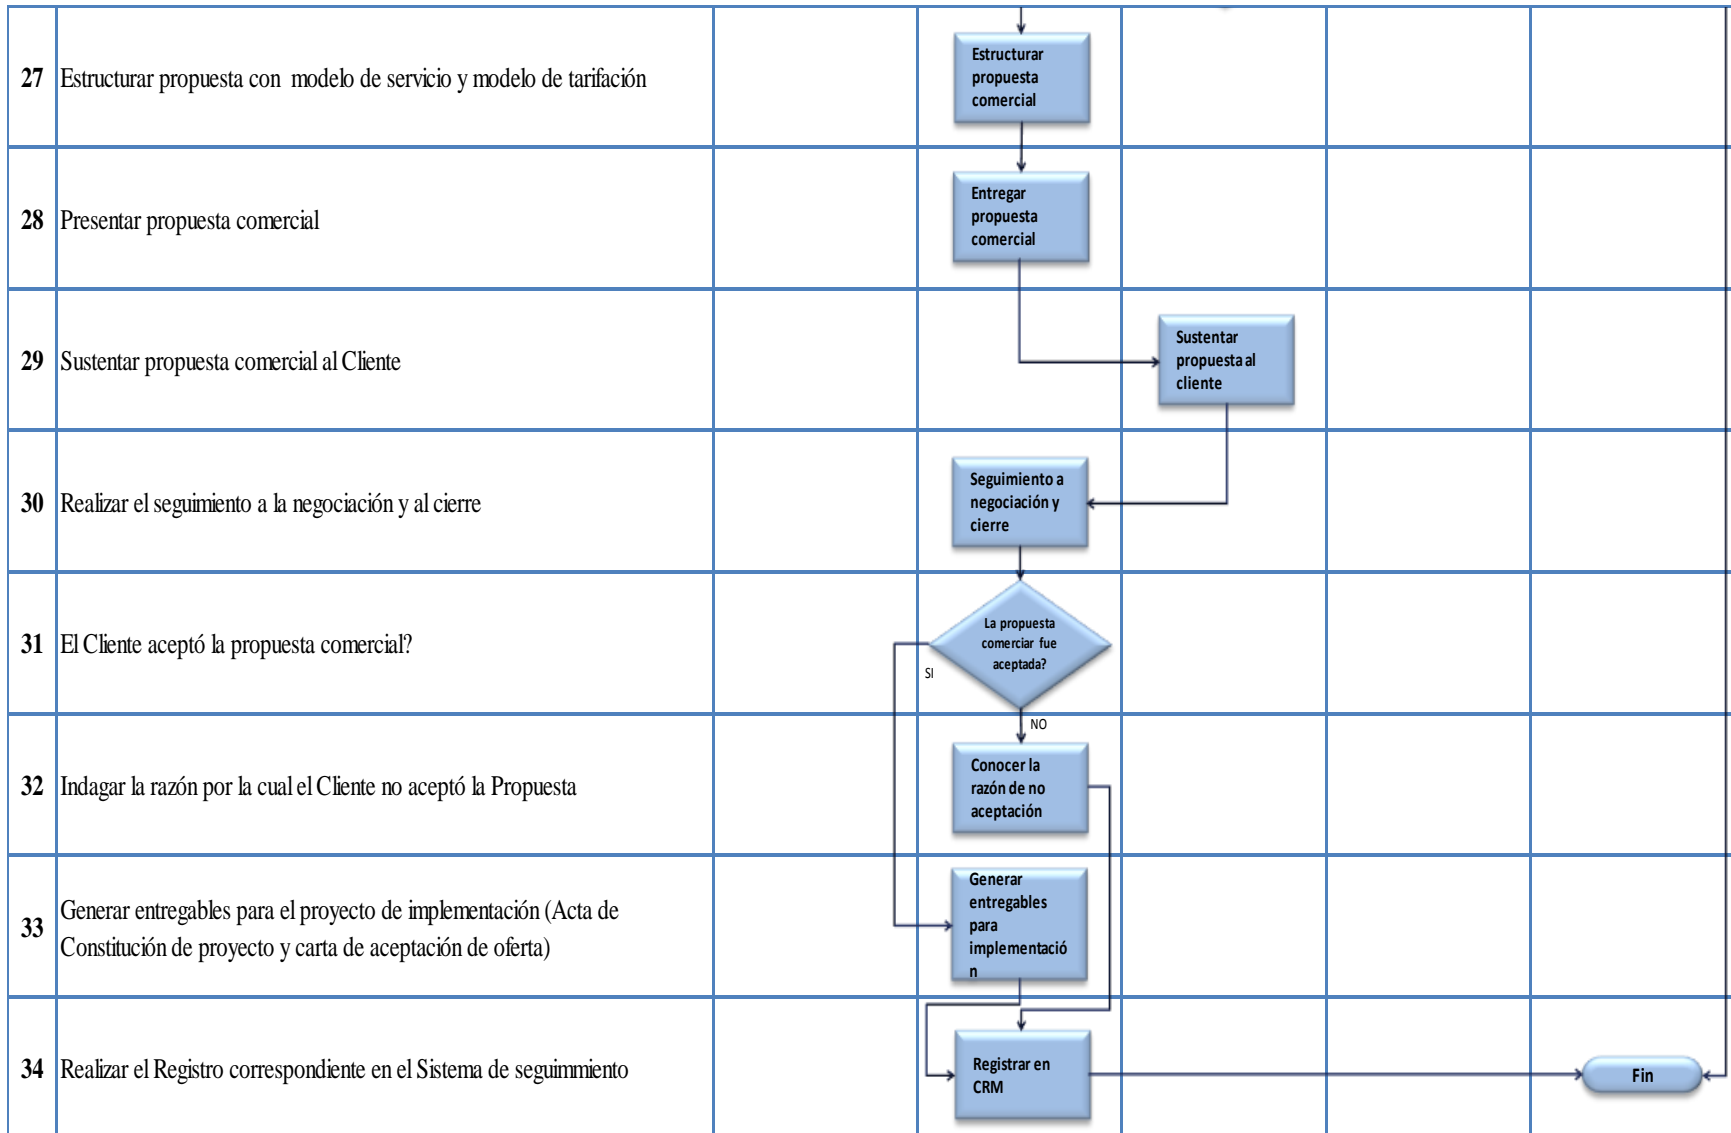 27 Estructurar propuesta con modelo de servicio y modelo de tarifación
Estructurar
propuesta
comercial
28 Presentar propuesta comercial
Entregar
propuesta
comercial
29 Sustentar propuesta comercial al Cliente
Sustentar
propuesta al
cliente
30 Realizar el seguimiento a la negociación y al cierre
Seguimiento a
negociación y
cierre
31 El Cliente aceptó la propuesta comercial?
La propuesta
comerciar fue
aceptada?
SI
NO
32 Indagar la razón por la cual el Cliente no aceptó la Propuesta
Conocer la
razón de no
aceptación
33 Generar entregables para el proyecto de implementación (Acta de
Constitución de proyecto y carta de aceptación de oferta)
Generar
entregables
para
implementació
n
34 Realizar el Registro correspondiente en el Sistema de seguimmiento
Registrar en
CRM
Fin